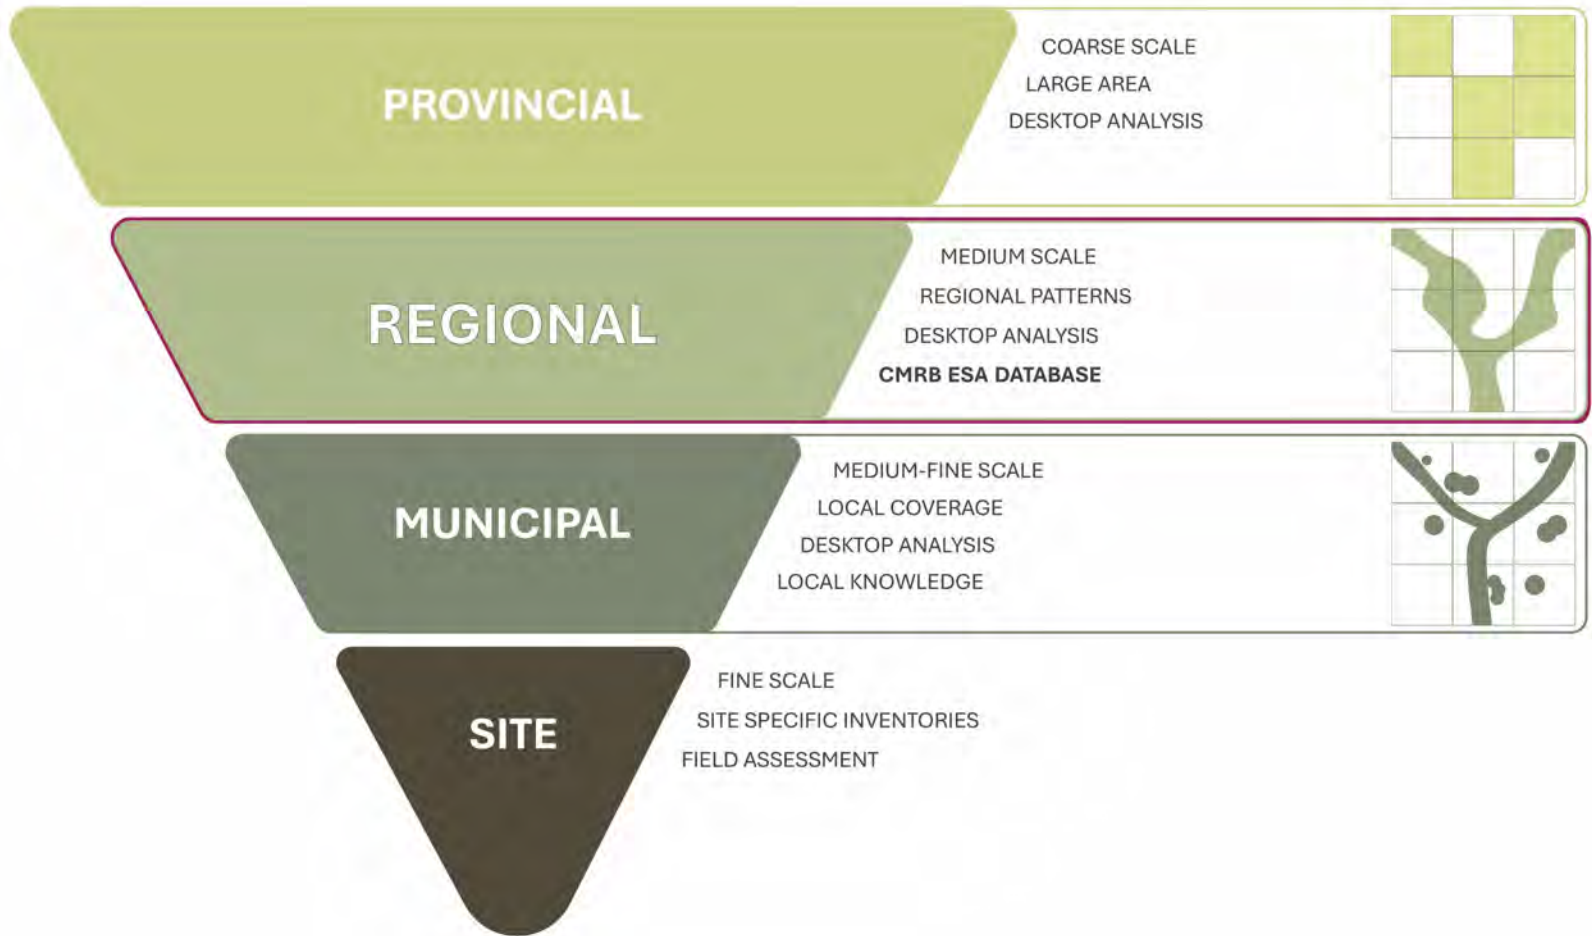 PROVINCIAL
COARSE SCALE
LARGE AREA
DESKTOP ANALYSIS
REGIONAL
MEDIUM SCALE
REGIONAL PATTERNS
DESKTOP ANALYSIS
CMRB ESA DATABASE
MUNICIPAL
MEDIUM-FINE SCALE
LOCAL COVERAGE
DESKTOP ANALYSIS
LOCAL KNOWLEDGE
SITE
FINE SCALE
SITE SPECIFIC INVENTORIES
FIELD ASSESSMENT